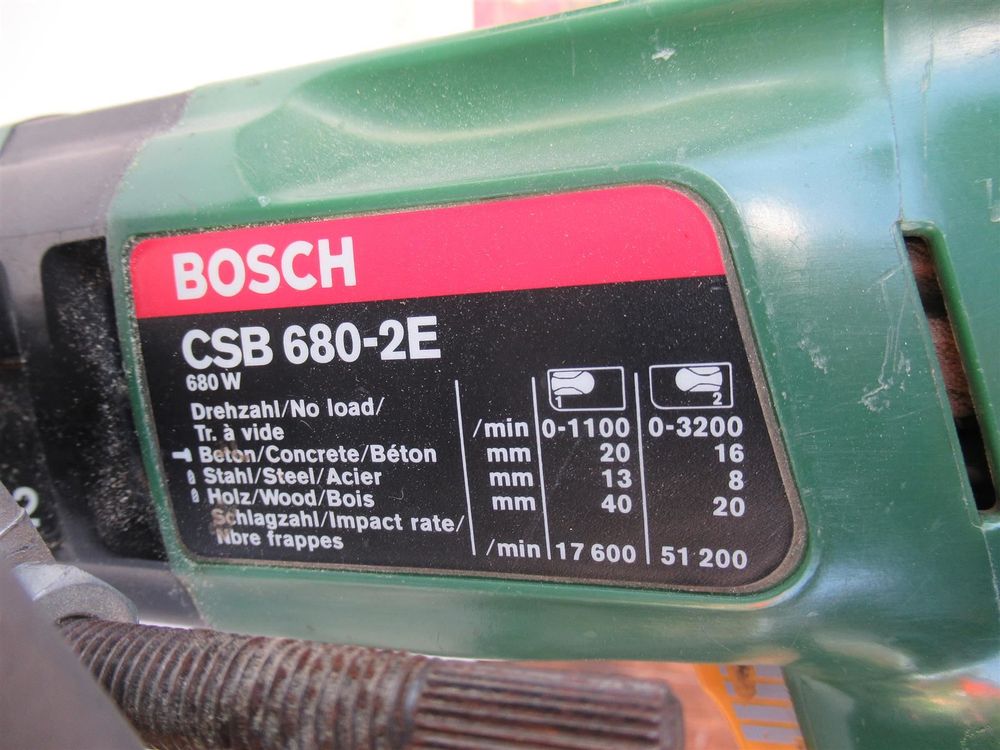 BOSCH
CSB 680-2E
680 W
1 2
Drehzahl/No load/
Tr. à vide /min 0-1100 0-3200
Beton/Concrete/Béton mm 20 16
Stahl/Steel/Acier mm 13 8
Holz/Wood/Bois mm 40 20
Schlagzahl/Impact rate/
Nbre frappes /min 17 600 51 200
2